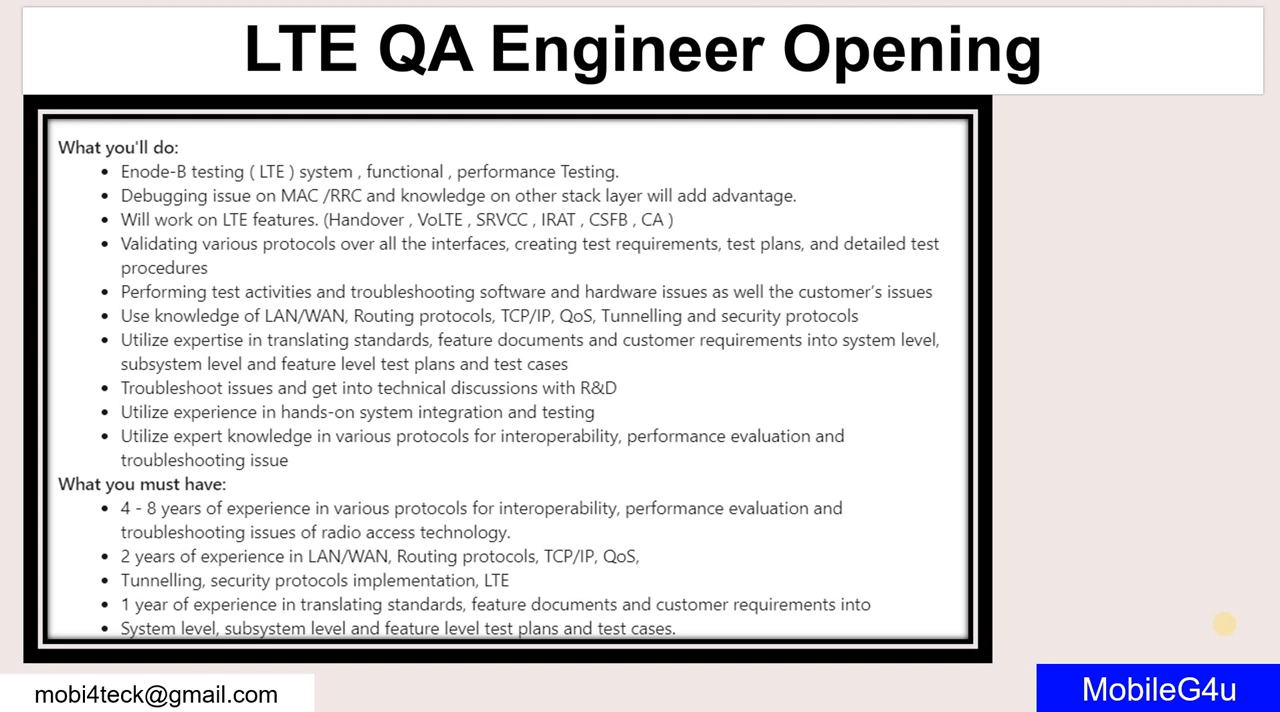 LTE QA Engineer Opening
What you'll do:
• Enode-B testing ( LTE ) system , functional , performance Testing.
• Debugging issue on MAC /RRC and knowledge on other stack layer will add advantage.
• Will work on LTE features. (Handover , VoLTE , SRVCC , IRAT , CSFB , CA )
• Validating various protocols over all the interfaces, creating test requirements, test plans, and detailed test
procedures
• Performing test activities and troubleshooting software and hardware issues as well the customer’s issues
• Use knowledge of LAN/WAN, Routing protocols, TCP/IP, QoS, Tunnelling and security protocols
• Utilize expertise in translating standards, feature documents and customer requirements into system level,
subsystem level and feature level test plans and test cases
• Troubleshoot issues and get into technical discussions with R&D
• Utilize experience in hands-on system integration and testing
• Utilize expert knowledge in various protocols for interoperability, performance evaluation and
troubleshooting issue
What you must have:
• 4 - 8 years of experience in various protocols for interoperability, performance evaluation and
troubleshooting issues of radio access technology.
• 2 years of experience in LAN/WAN, Routing protocols, TCP/IP, QoS,
• Tunnelling, security protocols implementation, LTE
• 1 year of experience in translating standards, feature documents and customer requirements into
• System level, subsystem level and feature level test plans and test cases.
mobi4teck@gmail.com
MobileG4u